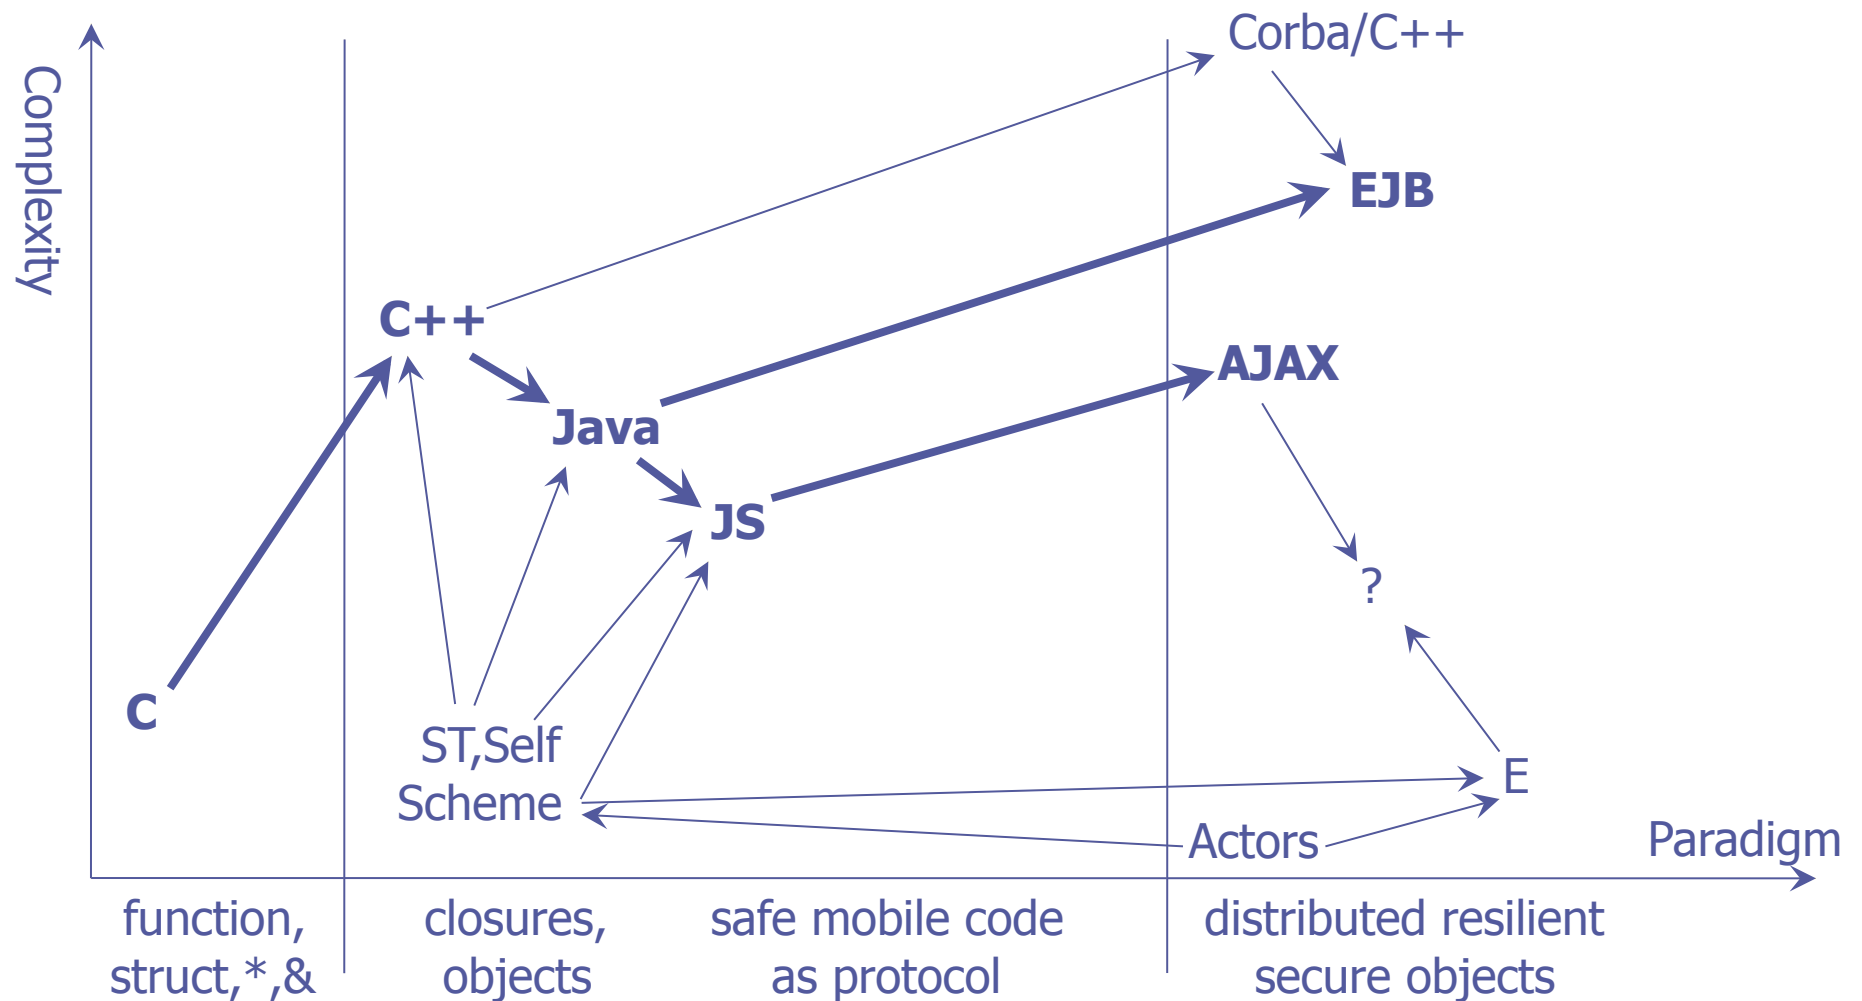 Corba/C++
Complexity
EJB
C++
AJAX
Java
JS
?
C
ST,Self
Scheme
E
Actors
Paradigm
function,
struct,*,&
closures,
objects
safe mobile code
as protocol
distributed resilient
secure objects